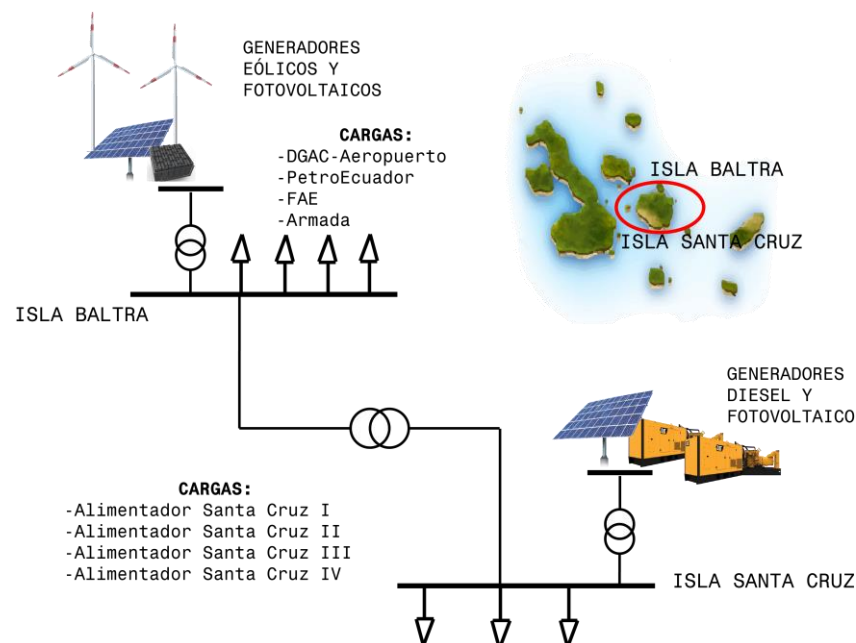 GENERADORES
EÓLICOS Y
FOTOVOLTAICOS
CARGAS:
-DGAC-Aeropuerto
-PetroEcuador
-FAE
-Armada
ISLA BALTRA
ISLA SANTA CRUZ
ISLA BALTRA
GENERADORES
DIESEL Y
FOTOVOLTAICO
CARGAS:
-Alimentador Santa Cruz I
-Alimentador Santa Cruz II
-Alimentador Santa Cruz III
-Alimentador Santa Cruz IV
ISLA SANTA CRUZ